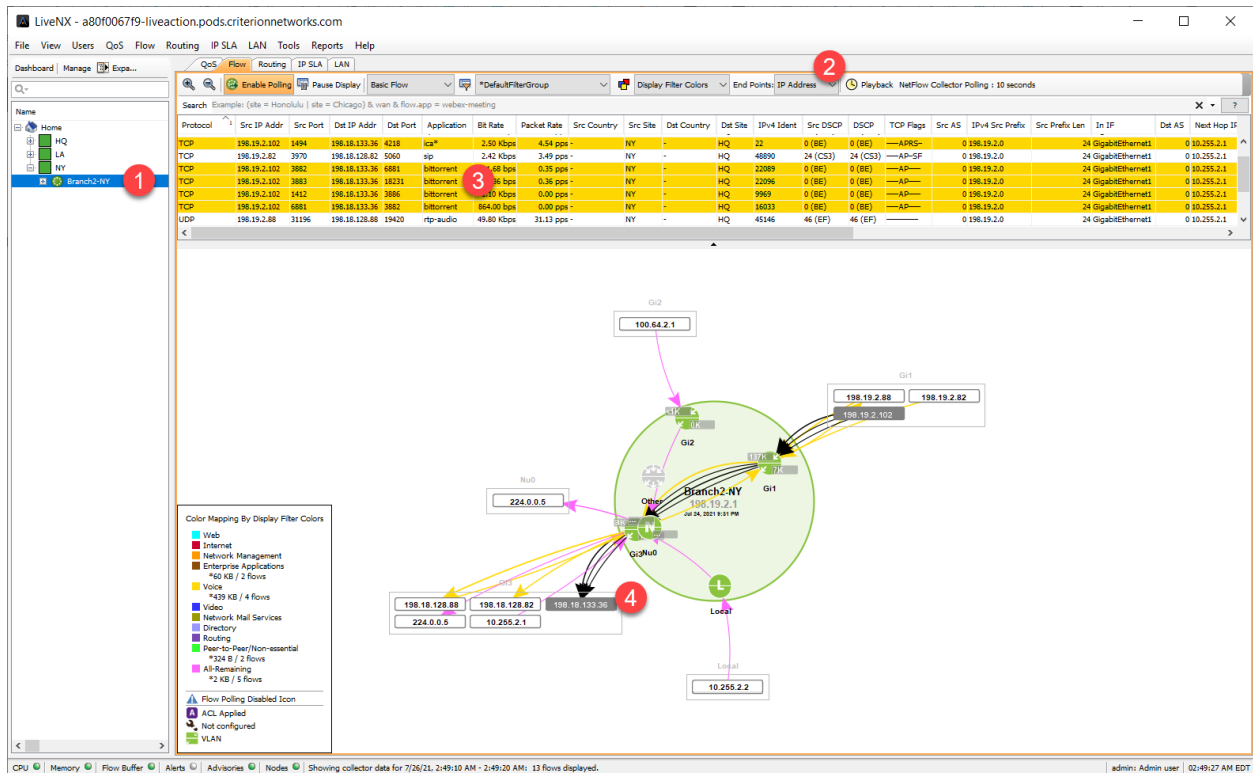 LiveNX - a80f0067f9-liveaction.pods.criterionnetworks.com
File View Users QoS Flow Routing IP SLA LAN Tools Reports Help
Dashboard Manage Expa...
QoS Flow Routing IP SLA LAN
Enable Polling Pause Display Basic Flow *DefaultFilterGroup Display Filter Colors End Points: IP Address Playback NetFlow Collector Polling : 10 seconds
2
Search Example: (site = Honolulu | site = Chicago) & wan & flow.app = webex-meeting ?
Name
Home
HQ
LA
NY
Branch2-NY
1
Protocol 1 Src IP Addr Src Port Dst IP Addr Dst Port Application Bit Rate Packet Rate Src Country Src Site Dst Country Dst Site IPv4 Ident Src DSCP DSCP TCP Flags Src AS IPv4 Src Prefix Src Prefix Len In IF Dst AS Next Hop IP
TCP 198.19.2.102 1494 198.18.133.36 4218 ica* 2.50 Kbps 4.54 pps - NY - HQ 22 0 (BE) 0 (BE) ──APRS─ 0 198.19.2.0 24 GigabitEthernet1 0 10.255.2.1
TCP 198.19.2.82 3970 198.18.128.82 5060 sip 2.42 Kbps 3.49 pps - NY - HQ 48890 24 (CS3) 24 (CS3) ──AP─SF 0 198.19.2.0 24 GigabitEthernet1 0 10.255.2.1
TCP 198.19.2.102 3882 198.18.133.36 6881 bittorrent .68 bps 0.35 pps - NY - HQ 22089 0 (BE) 0 (BE) ──AP── 0 198.19.2.0 24 GigabitEthernet1 0 10.255.2.1
TCP 198.19.2.102 3883 198.18.133.36 18231 bittorrent 36 bps 0.36 pps - NY - HQ 22096 0 (BE) 0 (BE) ──AP── 0 198.19.2.0 24 GigabitEthernet1 0 10.255.2.1
TCP 198.19.2.102 1412 198.18.133.36 3886 bittorrent .10 Kbps 0.00 pps - NY - HQ 9969 0 (BE) 0 (BE) ──AP── 0 198.19.2.0 24 GigabitEthernet1 0 10.255.2.1
TCP 198.19.2.102 6881 198.18.133.36 3882 bittorrent 864.00 bps 0.00 pps - NY - HQ 16033 0 (BE) 0 (BE) ──AP── 0 198.19.2.0 24 GigabitEthernet1 0 10.255.2.1
UDP 198.19.2.88 31196 198.18.128.88 19420 rtp-audio 49.80 Kbps 31.13 pps - NY - HQ 45146 46 (EF) 46 (EF) ────── 0 198.19.2.0 24 GigabitEthernet1 0 10.255.2.1
3
Gi2
100.64.2.1
Gi1
198.19.2.88 198.19.2.82
198.19.2.102
0K
Gi2
137K
7K
Gi1
Other
Branch2-NY
198.19.2.1
Jul 24, 2021 9:31 PM
Nu0
224.0.0.5
N
Gi3 Nu0
L
Local
Gi3
4
198.18.128.88 198.18.128.82 198.18.133.36
224.0.0.5 10.255.2.1
Local
10.255.2.2
Color Mapping By Display Filter Colors
Web
Internet
Network Management
Enterprise Applications
*60 KB / 2 flows
Voice
*439 KB / 4 flows
Video
Network Mail Services
Directory
Routing
Peer-to-Peer/Non-essential
*324 B / 2 flows
All-Remaining
*2 KB / 5 flows
Flow Polling Disabled Icon
A ACL Applied
Not configured
VLAN
CPU Memory Flow Buffer Alerts Advisories Nodes Showing collector data for 7/26/21, 2:49:10 AM - 2:49:20 AM: 13 flows displayed. admin: Admin user 02:49:27 AM EDT